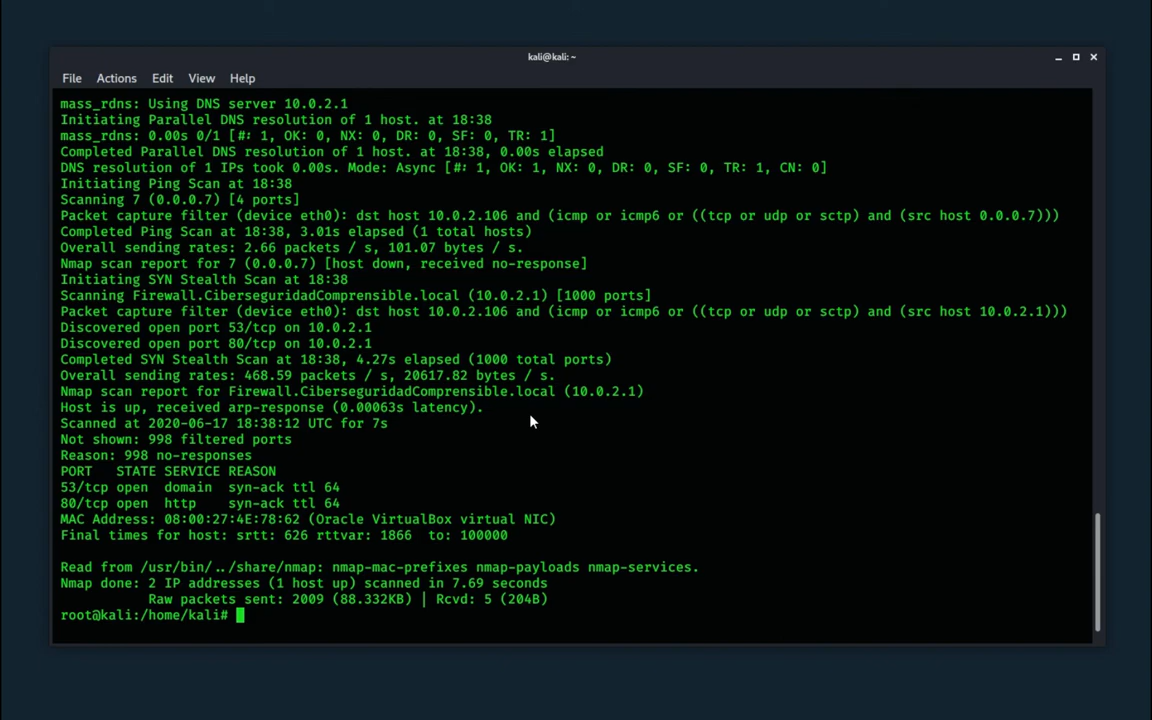 kali@kali: ~
File Actions Edit View Help
mass_rdns: Using DNS server 10.0.2.1
Initiating Parallel DNS resolution of 1 host. at 18:38
mass_rdns: 0.00s 0/1 [#: 1, OK: 0, NX: 0, DR: 0, SF: 0, TR: 1]
Completed Parallel DNS resolution of 1 host. at 18:38, 0.00s elapsed
DNS resolution of 1 IPs took 0.00s. Mode: Async [#: 1, OK: 1, NX: 0, DR: 0, SF: 0, TR: 1, CN: 0]
Initiating Ping Scan at 18:38
Scanning 7 (0.0.0.7) [4 ports]
Packet capture filter (device eth0): dst host 10.0.2.106 and (icmp or icmp6 or ((tcp or udp or sctp) and (src host 0.0.0.7)))
Completed Ping Scan at 18:38, 3.01s elapsed (1 total hosts)
Overall sending rates: 2.66 packets / s, 101.07 bytes / s.
Nmap scan report for 7 (0.0.0.7) [host down, received no-response]
Initiating SYN Stealth Scan at 18:38
Scanning Firewall.CiberseguridadComprensible.local (10.0.2.1) [1000 ports]
Packet capture filter (device eth0): dst host 10.0.2.106 and (icmp or icmp6 or ((tcp or udp or sctp) and (src host 10.0.2.1)))
Discovered open port 53/tcp on 10.0.2.1
Discovered open port 80/tcp on 10.0.2.1
Completed SYN Stealth Scan at 18:38, 4.27s elapsed (1000 total ports)
Overall sending rates: 468.59 packets / s, 20617.82 bytes / s.
Nmap scan report for Firewall.CiberseguridadComprensible.local (10.0.2.1)
Host is up, received arp-response (0.00063s latency).
Scanned at 2020-06-17 18:38:12 UTC for 7s
Not shown: 998 filtered ports
Reason: 998 no-responses
PORT   STATE SERVICE REASON
53/tcp open  domain  syn-ack ttl 64
80/tcp open  http    syn-ack ttl 64
MAC Address: 08:00:27:4E:78:62 (Oracle VirtualBox virtual NIC)
Final times for host: srtt: 626 rttvar: 1866  to: 100000
Read from /usr/bin/../share/nmap: nmap-mac-prefixes nmap-payloads nmap-services.
Nmap done: 2 IP addresses (1 host up) scanned in 7.69 seconds
Raw packets sent: 2009 (88.332KB) | Rcvd: 5 (204B)
root@kali:/home/kali#